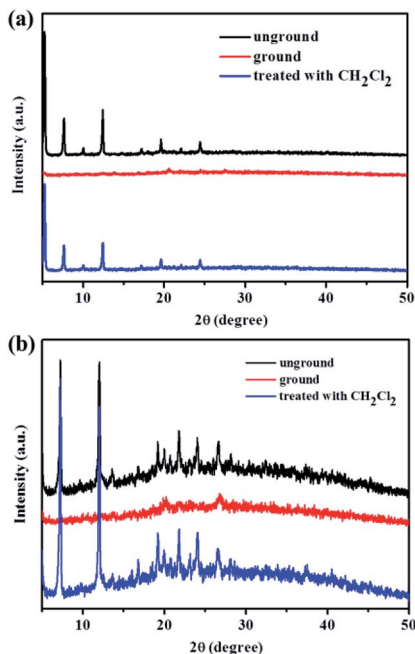 (a)
unground
ground
treated with CH₂Cl₂
Intensity (a.u.)
10 20 30 40 50
2θ (degree)
(b)
unground
ground
treated with CH₂Cl₂
Intensity (a.u.)
10 20 30 40 50
2θ (degree)